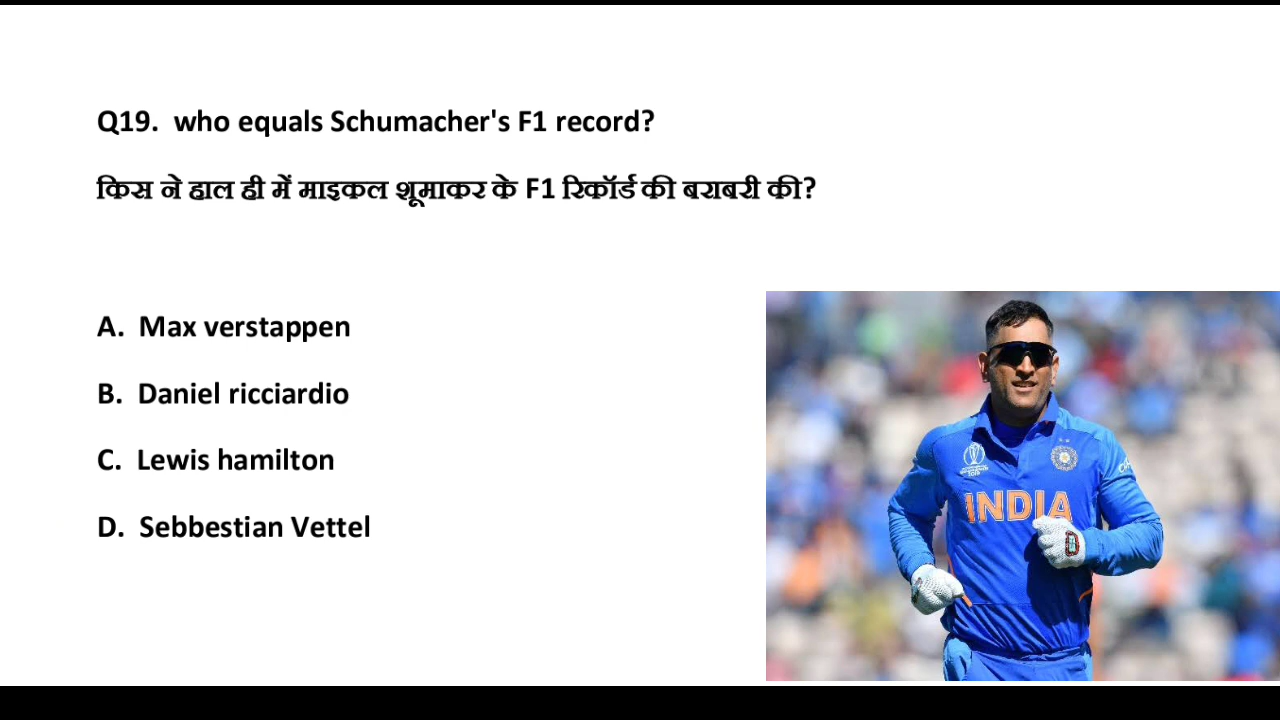 Q19. who equals Schumacher's F1 record?
किस ने हाल ही में माइकल शूमाकर के F1 रिकॉर्ड की बराबरी की?
A. Max verstappen
B. Daniel ricciardio
C. Lewis hamilton
D. Sebbestian Vettel
INDIA